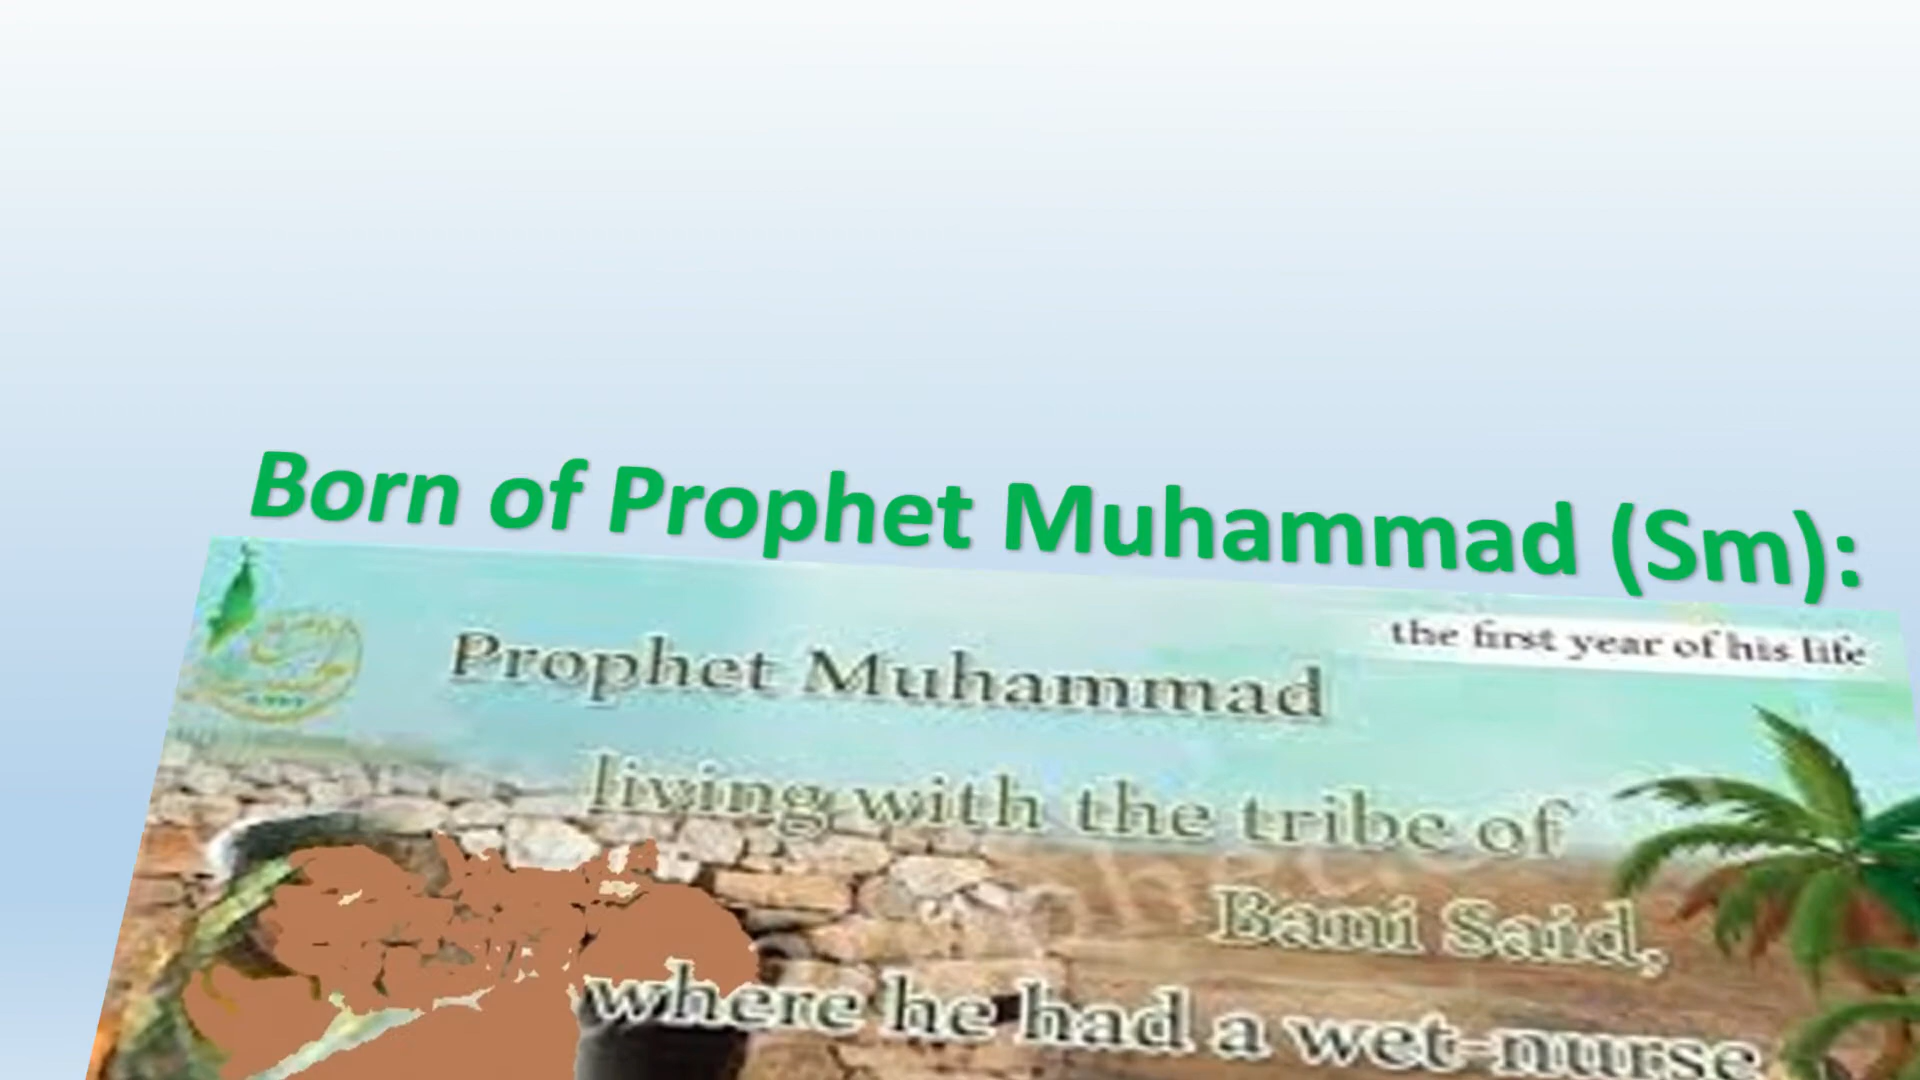 Born of Prophet Muhammad (Sm):
the first year of his life
Prophet Muhammad
living with the tribe of
Bani Said,
where he had a wet-nurse